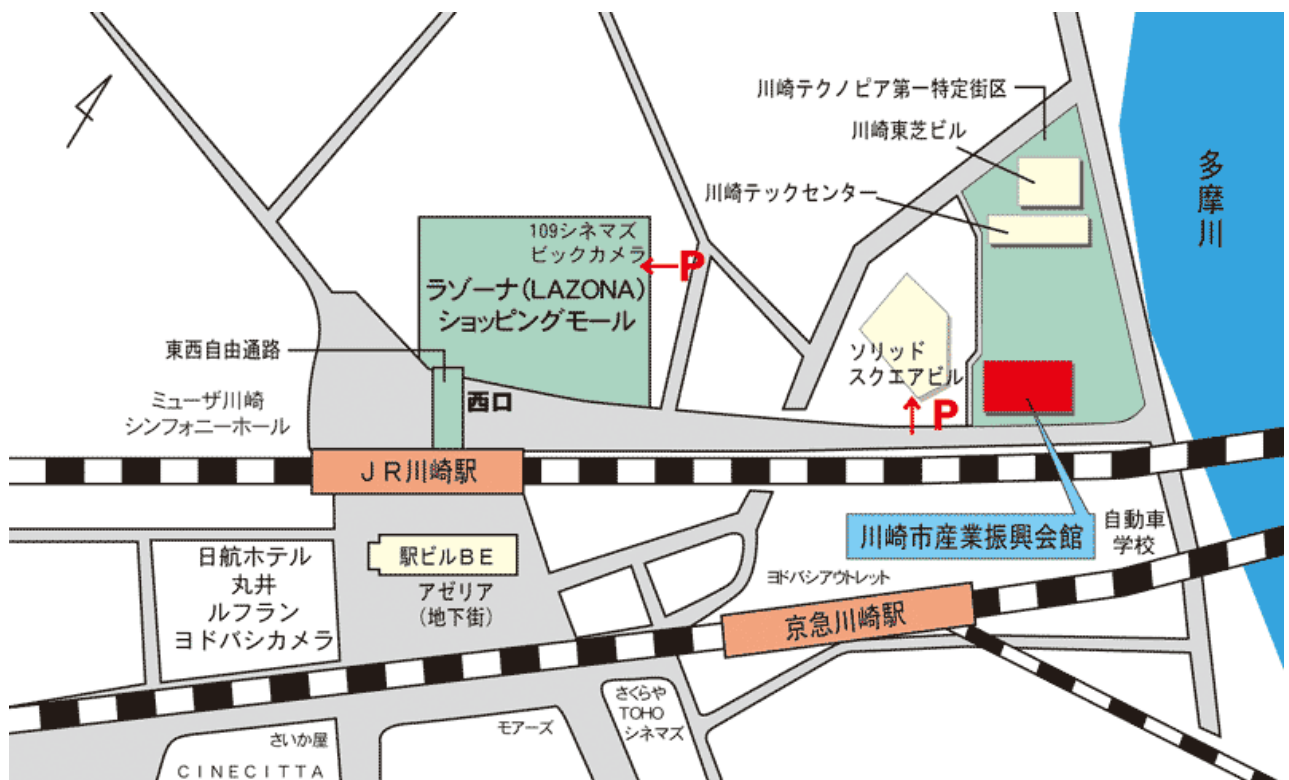 川崎テクノピア第一特定街区
川崎東芝ビル
川崎テックセンター
多摩川
109シネマズ
ビックカメラ
ラゾーナ(LAZONA)
ショッピングモール
P
東西自由通路
ソリッド
スクエアビル
ミューザ川崎
シンフォニーホール
西口
P
JR川崎駅
川崎市産業振興会館
自動車
学校
日航ホテル
丸井
ルフラン
ヨドバシカメラ
駅ビルBE
アゼリア
(地下街)
ヨドバシアウトレット
京急川崎駅
さくらや
TOHO
シネマズ
モアーズ
さいか屋
CINECITTA